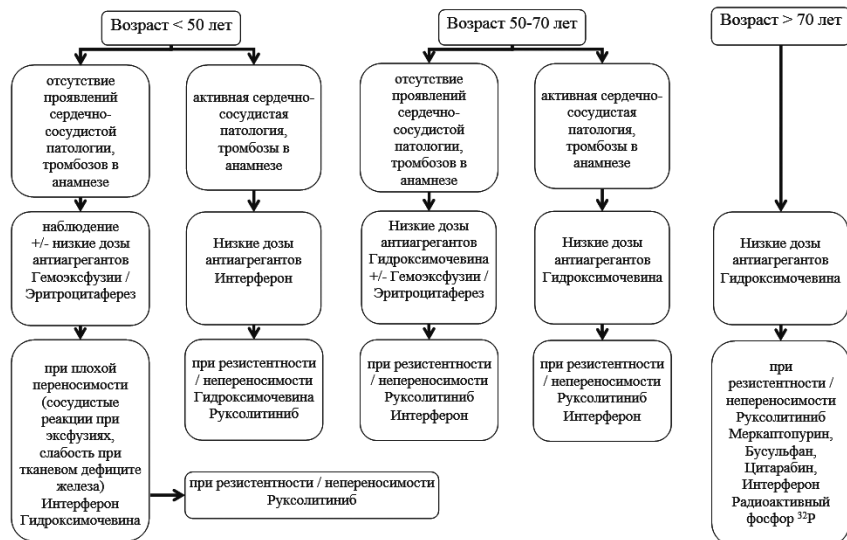 Возраст < 50 лет
Возраст 50-70 лет
Возраст > 70 лет
отсутствие
проявлений
сердечно-
сосудистой
патологии,
тромбозов в
анамнезе
активная сердечно-
сосудистая
патология,
тромбозы в
анамнезе
отсутствие
проявлений
сердечно-
сосудистой
патологии,
тромбозов в
анамнезе
активная сердечно-
сосудистая
патология,
тромбозы в
анамнезе
наблюдение
+/- низкие дозы
антиагрегантов
Гемоэксфузии /
Эритроцитаферез
Низкие дозы
антиагрегантов
Интерферон
Низкие дозы
антиагрегантов
Гидроксимочевина
+/- Гемоэксфузии /
Эритроцитаферез
Низкие дозы
антиагрегантов
Гидроксимочевина
Низкие дозы
антиагрегантов
Гидроксимочевина
при плохой
переносимости
(сосудистые
реакции при
эксфузиях,
слабость при
тканевом дефиците
железа)
Интерферон
Гидроксимочевина
при резистентности
/ непереносимости
Гидроксимочевина
Руксолитиниб
при резистентности
/ непереносимости
Руксолитиниб
Интерферон
при резистентности
/ непереносимости
Руксолитиниб
Интерферон
при
резистентности /
непереносимости
Руксолитиниб
Меркаптопурин,
Бусульфан,
Цитарабин,
Интерферон
Радиоактивный
фосфор ³²P
при резистентности / непереносимости
Руксолитиниб